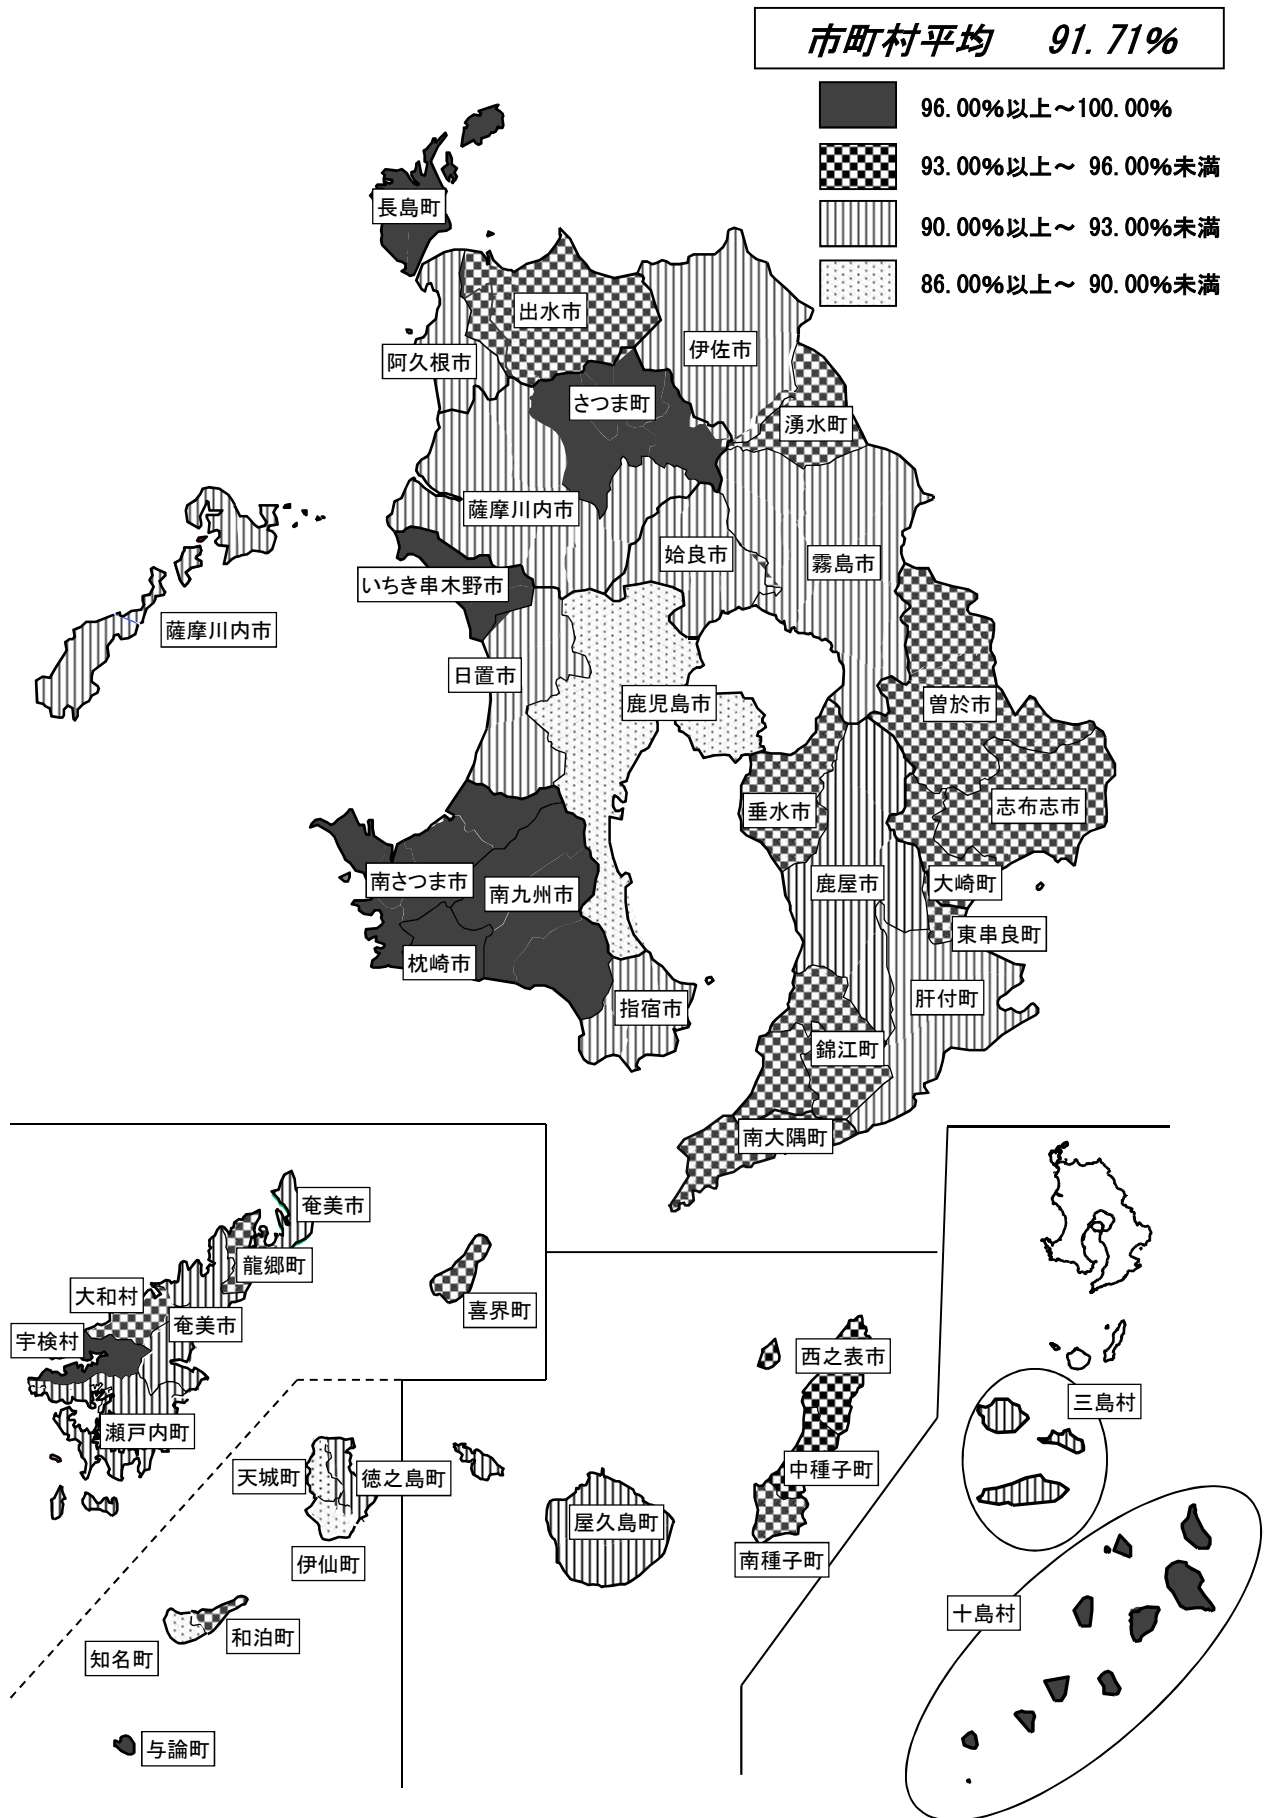 市町村平均　91.71%
96.00%以上～100.00%
93.00%以上～ 96.00%未満
90.00%以上～ 93.00%未満
86.00%以上～ 90.00%未満
長島町
出水市
阿久根市
伊佐市
さつま町
湧水町
薩摩川内市
姶良市
霧島市
いちき串木野市
薩摩川内市
日置市
鹿児島市
曽於市
垂水市
志布志市
南さつま市
南九州市
鹿屋市
大崎町
東串良町
枕崎市
指宿市
肝付町
錦江町
南大隅町
奄美市
龍郷町
大和村
喜界町
奄美市
宇検村
西之表市
三島村
瀬戸内町
天城町
徳之島町
中種子町
屋久島町
南種子町
伊仙町
十島村
和泊町
知名町
与論町